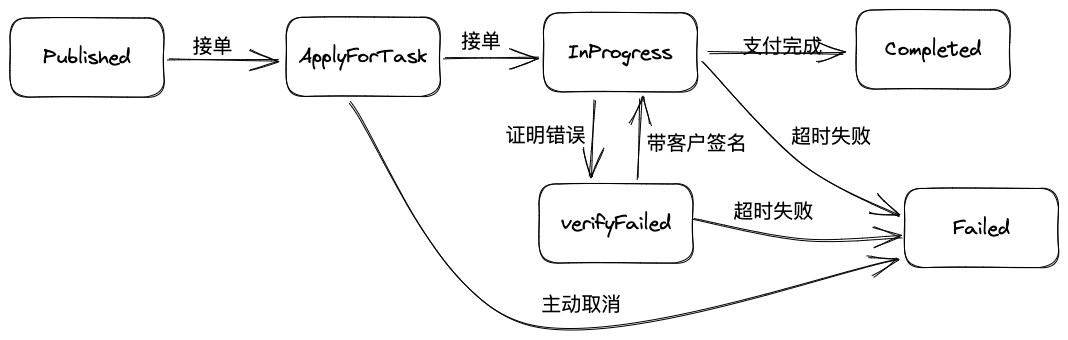 Published
接单
ApplyForTask
接单
InProgress
支付完成
Completed
证明错误
带客户签名
超时失败
verifyFailed
超时失败
Failed
主动取消